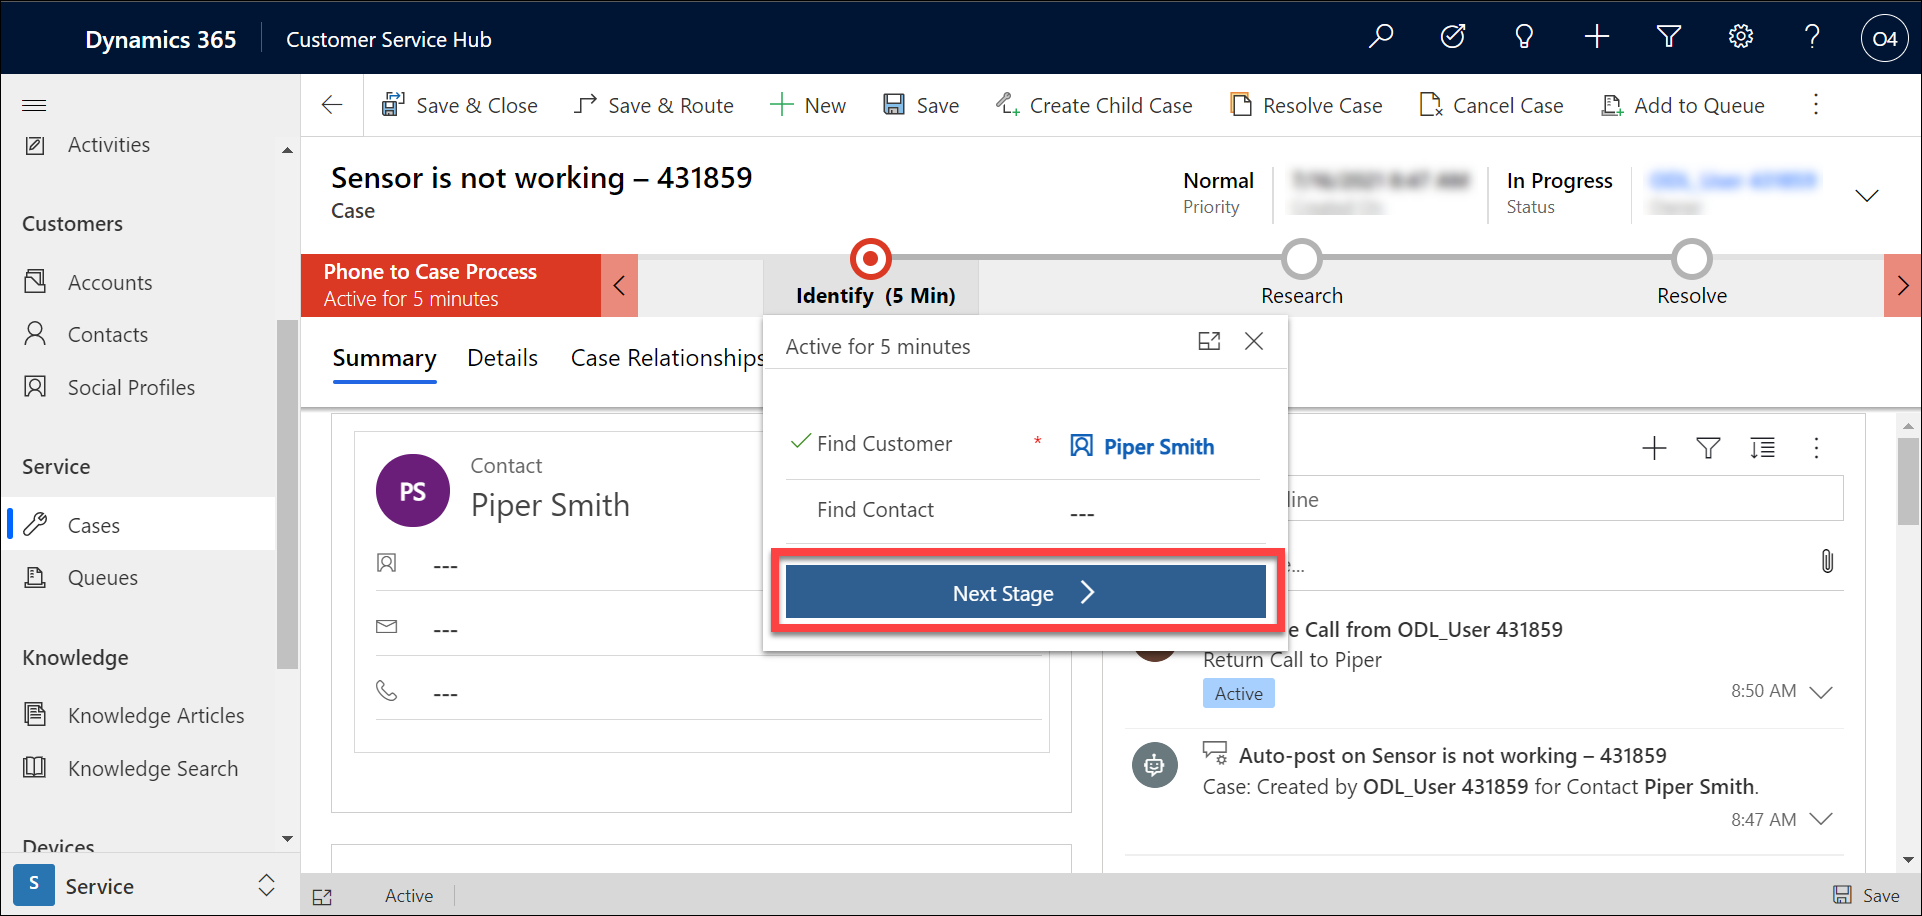 Dynamics 365
Customer Service Hub
O4
Save & Close
Save & Route
New
Save
Create Child Case
Resolve Case
Cancel Case
Add to Queue
Activities
Customers
Accounts
Contacts
Social Profiles
Service
Cases
Queues
Knowledge
Knowledge Articles
Knowledge Search
Devices
S
Service
Sensor is not working – 431859
Case
Normal
Priority
In Progress
Status
Phone to Case Process
Active for 5 minutes
Identify (5 Min)
Research
Resolve
Summary
Details
Case Relationships
Active for 5 minutes
Find Customer
*
Piper Smith
Find Contact
---
Next Stage
PS
Contact
Piper Smith
---
---
---
line
e...
e Call from ODL_User 431859
Return Call to Piper
Active
8:50 AM
Auto-post on Sensor is not working – 431859
Case: Created by ODL_User 431859 for Contact Piper Smith.
8:47 AM
Active
Save